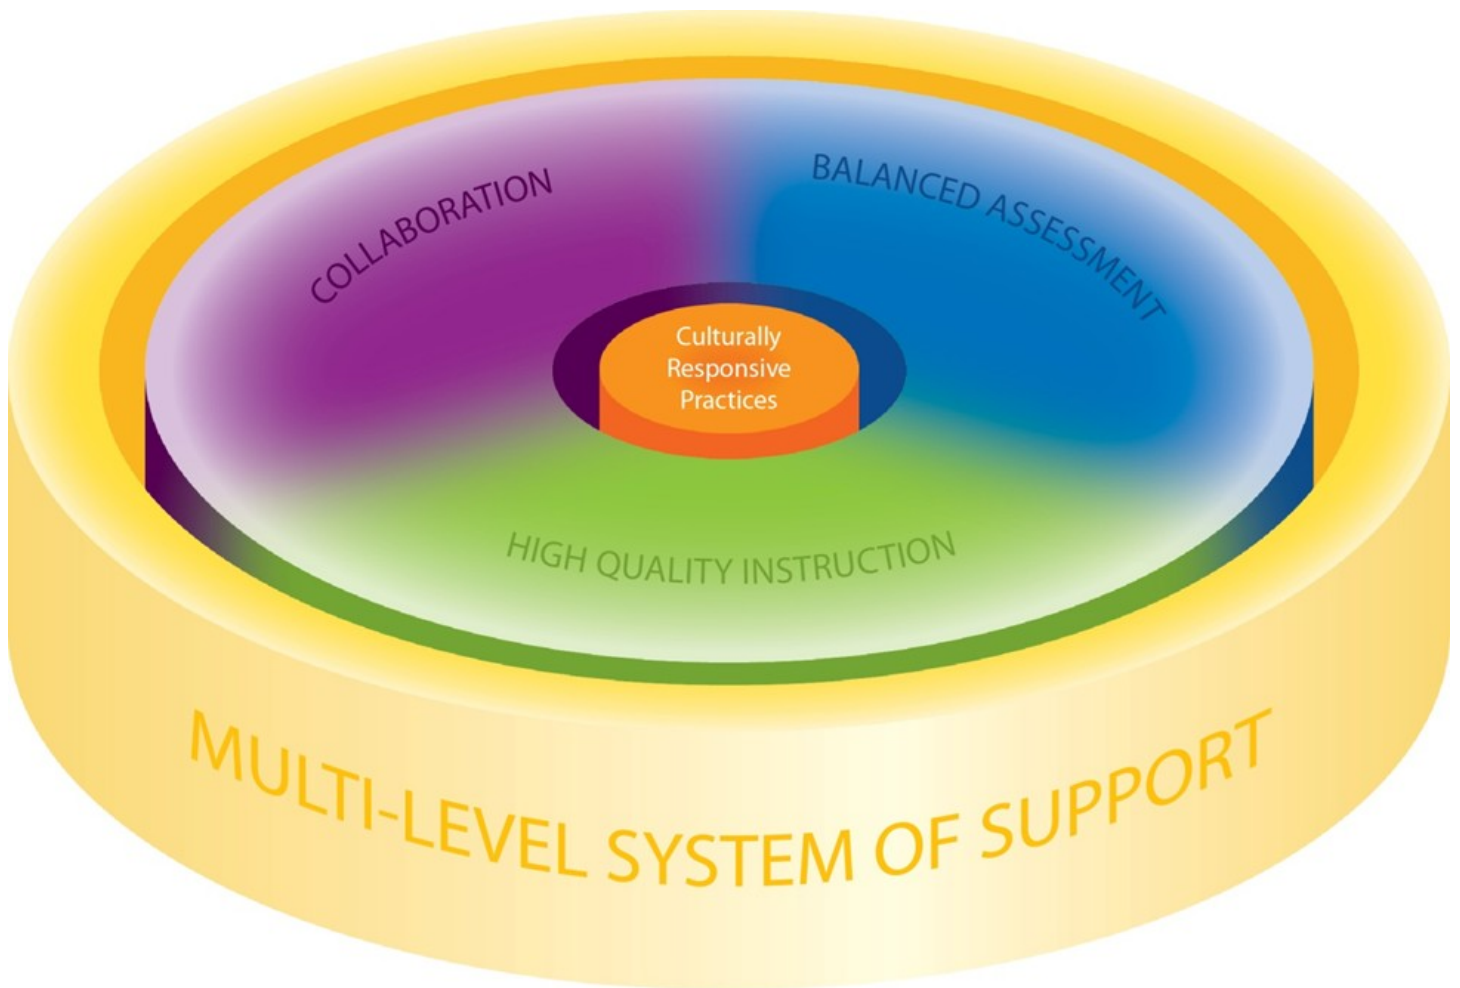 COLLABORATION
BALANCED ASSESSMENT
Culturally
Responsive
Practices
HIGH QUALITY INSTRUCTION
MULTI-LEVEL SYSTEM OF SUPPORT